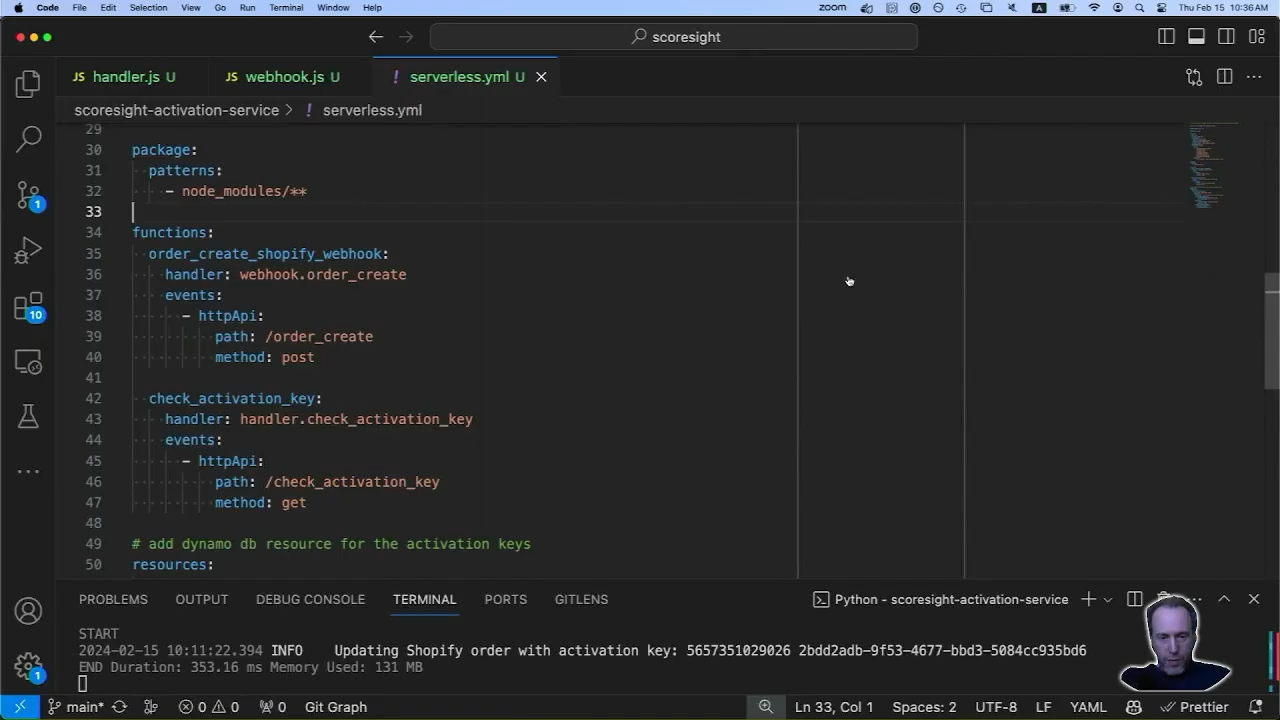 Code File Edit Selection View Go Run Terminal Window Help zoom A Thu Feb 15 10:36 AM
scoresight
JS handler.js U JS webhook.js U ! serverless.yml U
scoresight-activation-service > ! serverless.yml
29
30 package:
31 patterns:
32 - node_modules/**
33
34 functions:
35 order_create_shopify_webhook:
36 handler: webhook.order_create
37 events:
38 - httpApi:
39 path: /order_create
40 method: post
41
42 check_activation_key:
43 handler: handler.check_activation_key
44 events:
45 - httpApi:
46 path: /check_activation_key
47 method: get
48
49 # add dynamo db resource for the activation keys
50 resources:
1
10
1
PROBLEMS OUTPUT DEBUG CONSOLE TERMINAL PORTS GITLENS Python - scoresight-activation-service
START
2024-02-15 10:11:22.394 INFO Updating Shopify order with activation key: 5657351029026 2bdd2adb-9f53-4677-bbd3-5084cc935bd6
END Duration: 353.16 ms Memory Used: 131 MB
main* 0 0 0 Git Graph Ln 33, Col 1 Spaces: 2 UTF-8 LF YAML Prettier